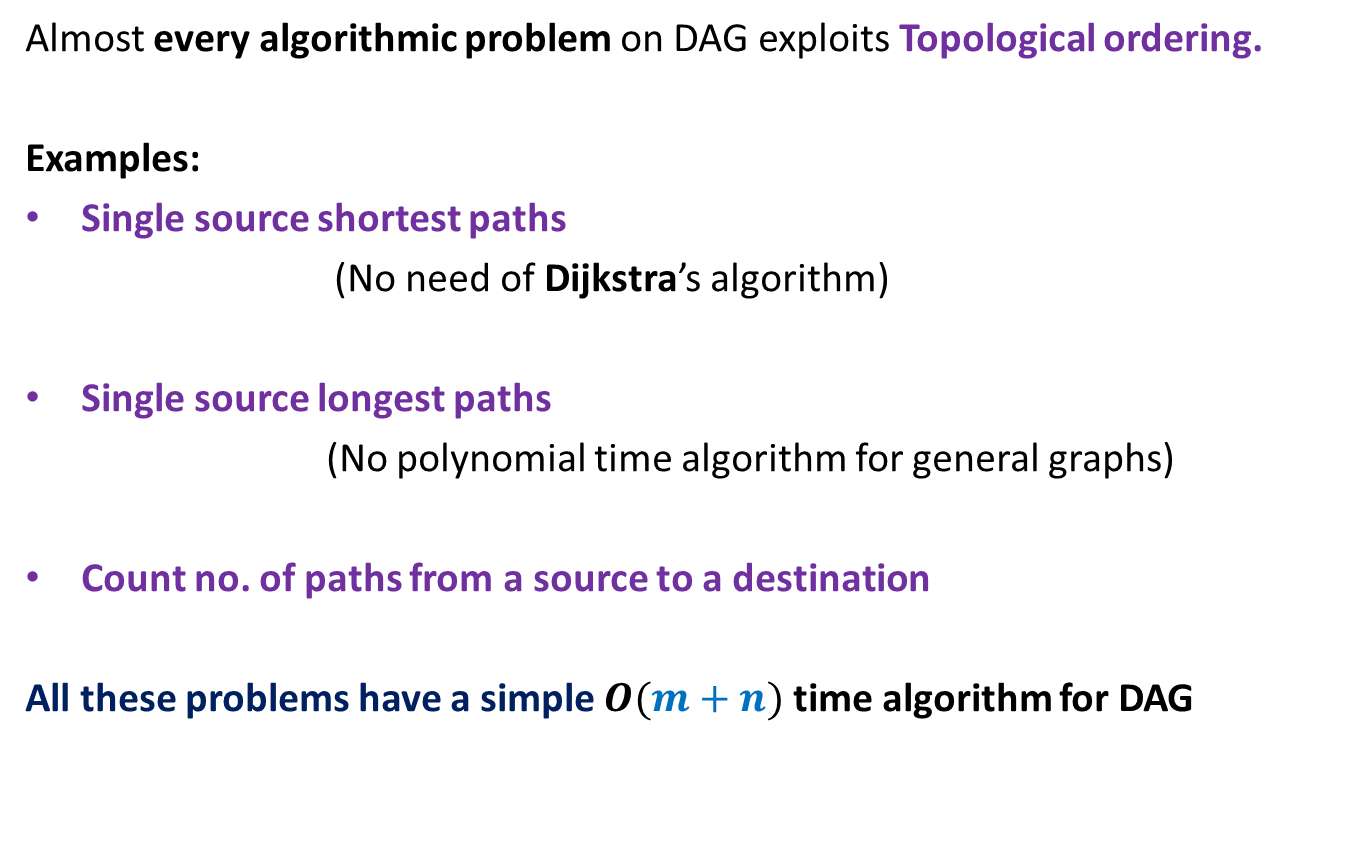 Almost every algorithmic problem on DAG exploits Topological ordering.
Examples:
• Single source shortest paths
(No need of Dijkstra’s algorithm)
• Single source longest paths
(No polynomial time algorithm for general graphs)
• Count no. of paths from a source to a destination
All these problems have a simple O(m + n) time algorithm for DAG